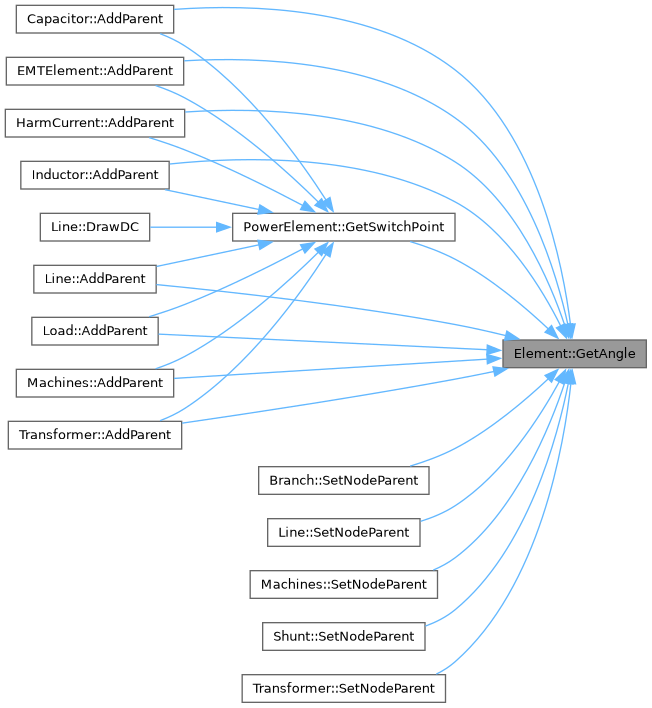 Capacitor::AddParent
EMTElement::AddParent
HarmCurrent::AddParent
Inductor::AddParent
Line::DrawDC
PowerElement::GetSwitchPoint
Line::AddParent
Load::AddParent
Element::GetAngle
Machines::AddParent
Transformer::AddParent
Branch::SetNodeParent
Line::SetNodeParent
Machines::SetNodeParent
Shunt::SetNodeParent
Transformer::SetNodeParent